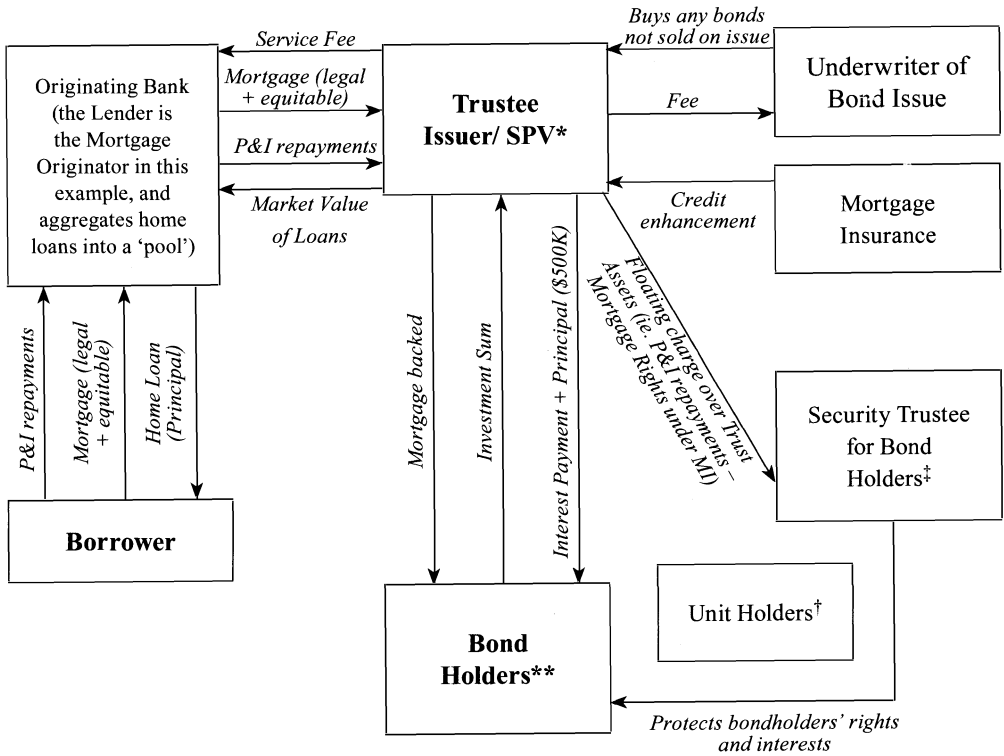 Service Fee
Buys any bonds
not sold on issue
Originating Bank
(the Lender is
the Mortgage
Originator in this
example, and
aggregates home
loans into a ‘pool’)
Mortgage (legal
+ equitable)
P&I repayments
Market Value
of Loans
Trustee
Issuer/ SPV*
Fee
Underwriter of
Bond Issue
Credit
enhancement
Mortgage
Insurance
P&I repayments
Mortgage (legal
+ equitable)
Home Loan
(Principal)
Mortgage backed
Investment Sum
Interest Payment + Principal ($500K)
Floating charge over Trust
Assets (ie. P&I repayments –
Mortgage Rights under MI)
Security Trustee
for Bond
Holders‡
Borrower
Unit Holders†
Bond
Holders**
Protects bondholders’ rights
and interests